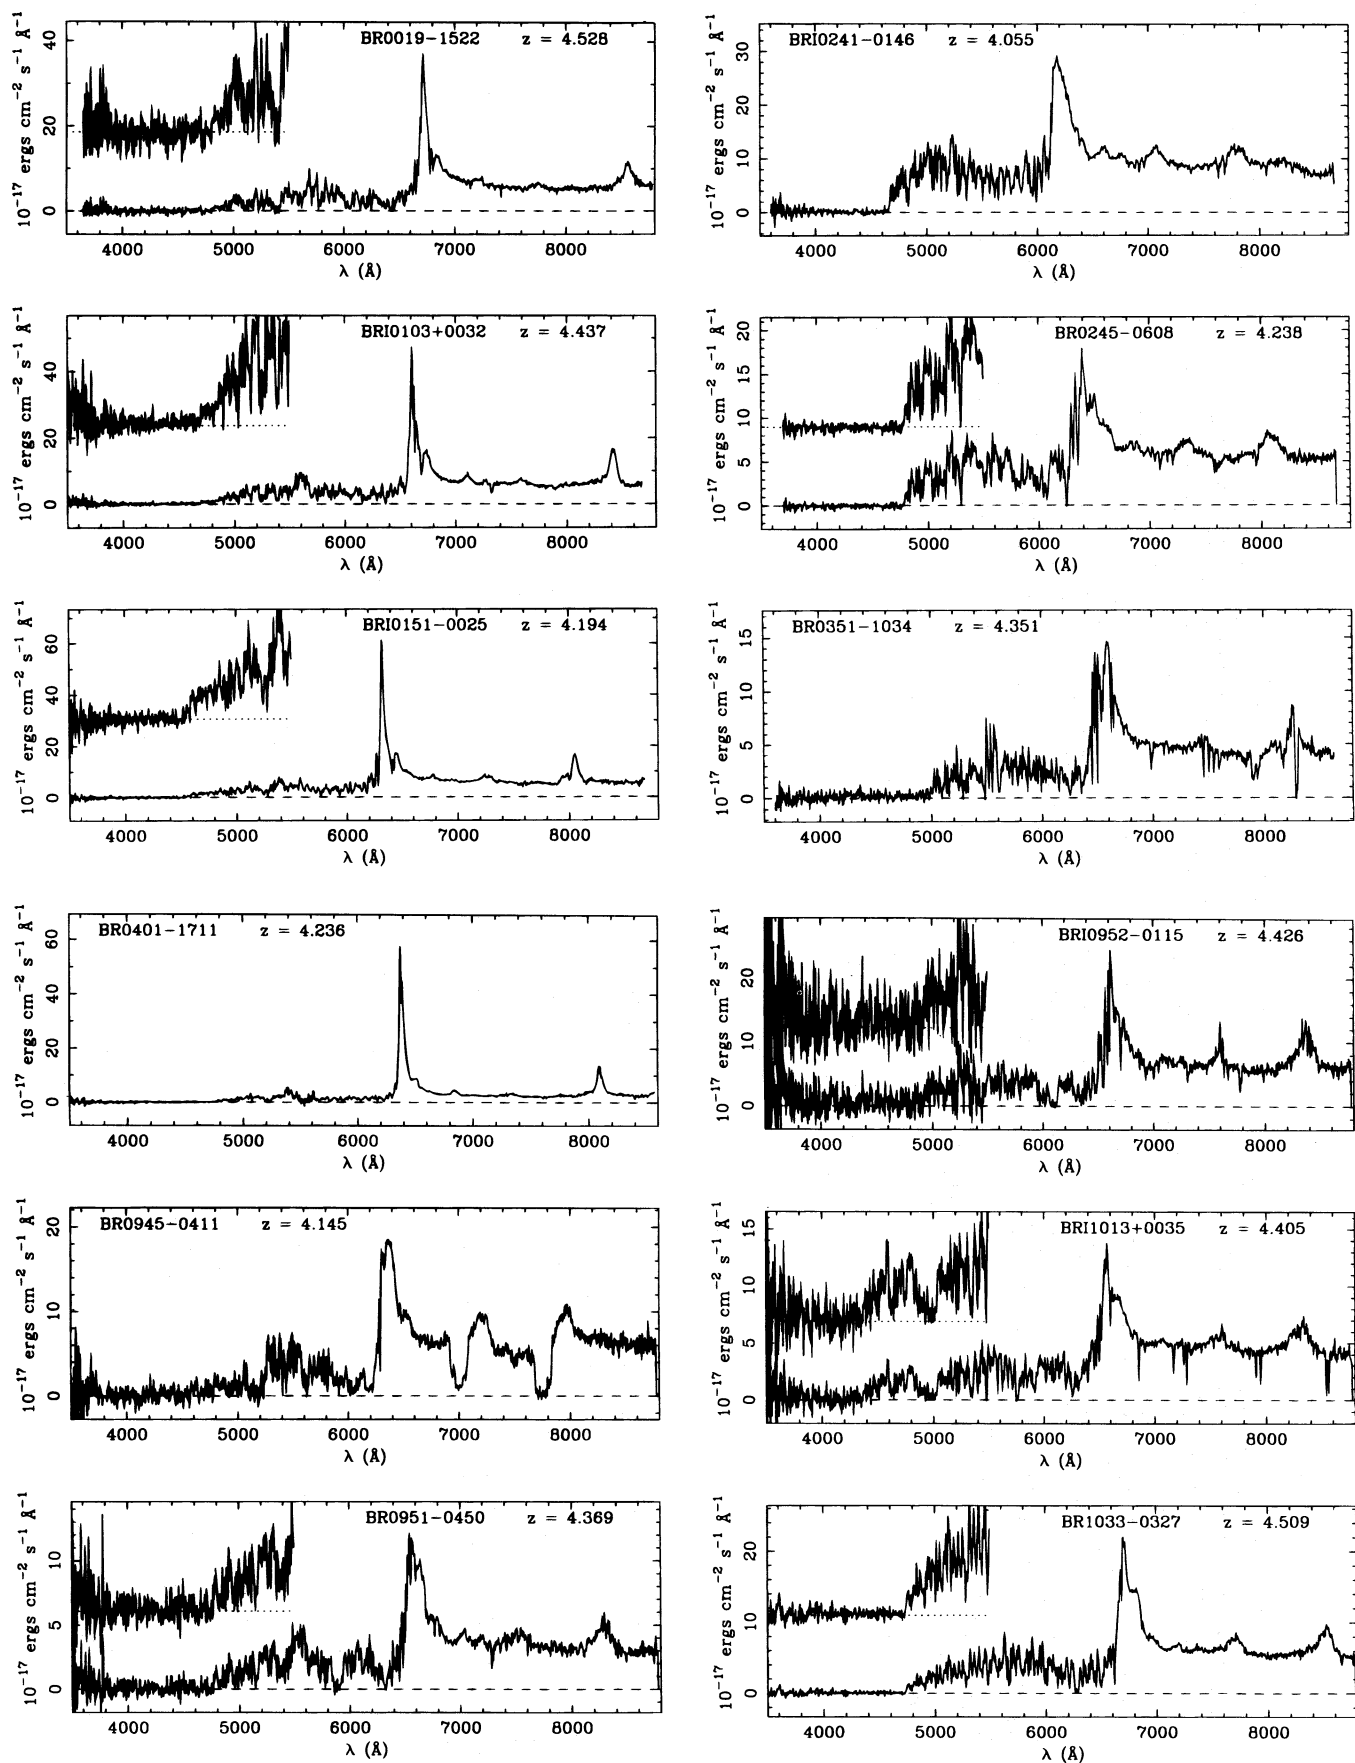 BR0019-1522 z = 4.528
10⁻¹⁷ ergs cm⁻² s⁻¹ Å⁻¹
40
20
0
4000 5000 6000 7000 8000
λ (Å)
BRI0241-0146 z = 4.055
10⁻¹⁷ ergs cm⁻² s⁻¹ Å⁻¹
30
20
10
0
4000 5000 6000 7000 8000
λ (Å)
BRI0103+0032 z = 4.437
10⁻¹⁷ ergs cm⁻² s⁻¹ Å⁻¹
40
20
0
4000 5000 6000 7000 8000
λ (Å)
BR0245-0608 z = 4.238
10⁻¹⁷ ergs cm⁻² s⁻¹ Å⁻¹
20
15
10
5
0
4000 5000 6000 7000 8000
λ (Å)
BRI0151-0025 z = 4.194
10⁻¹⁷ ergs cm⁻² s⁻¹ Å⁻¹
60
40
20
0
4000 5000 6000 7000 8000
λ (Å)
BR0351-1034 z = 4.351
10⁻¹⁷ ergs cm⁻² s⁻¹ Å⁻¹
15
10
5
0
4000 5000 6000 7000 8000
λ (Å)
BR0401-1711 z = 4.236
10⁻¹⁷ ergs cm⁻² s⁻¹ Å⁻¹
60
40
20
0
4000 5000 6000 7000 8000
λ (Å)
BRI0952-0115 z = 4.426
10⁻¹⁷ ergs cm⁻² s⁻¹ Å⁻¹
20
10
0
4000 5000 6000 7000 8000
λ (Å)
BR0945-0411 z = 4.145
10⁻¹⁷ ergs cm⁻² s⁻¹ Å⁻¹
20
10
0
4000 5000 6000 7000 8000
λ (Å)
BRI1013+0035 z = 4.405
10⁻¹⁷ ergs cm⁻² s⁻¹ Å⁻¹
15
10
5
0
4000 5000 6000 7000 8000
λ (Å)
BR0951-0450 z = 4.369
10⁻¹⁷ ergs cm⁻² s⁻¹ Å⁻¹
10
5
0
4000 5000 6000 7000 8000
λ (Å)
BR1033-0327 z = 4.509
10⁻¹⁷ ergs cm⁻² s⁻¹ Å⁻¹
20
10
0
4000 5000 6000 7000 8000
λ (Å)